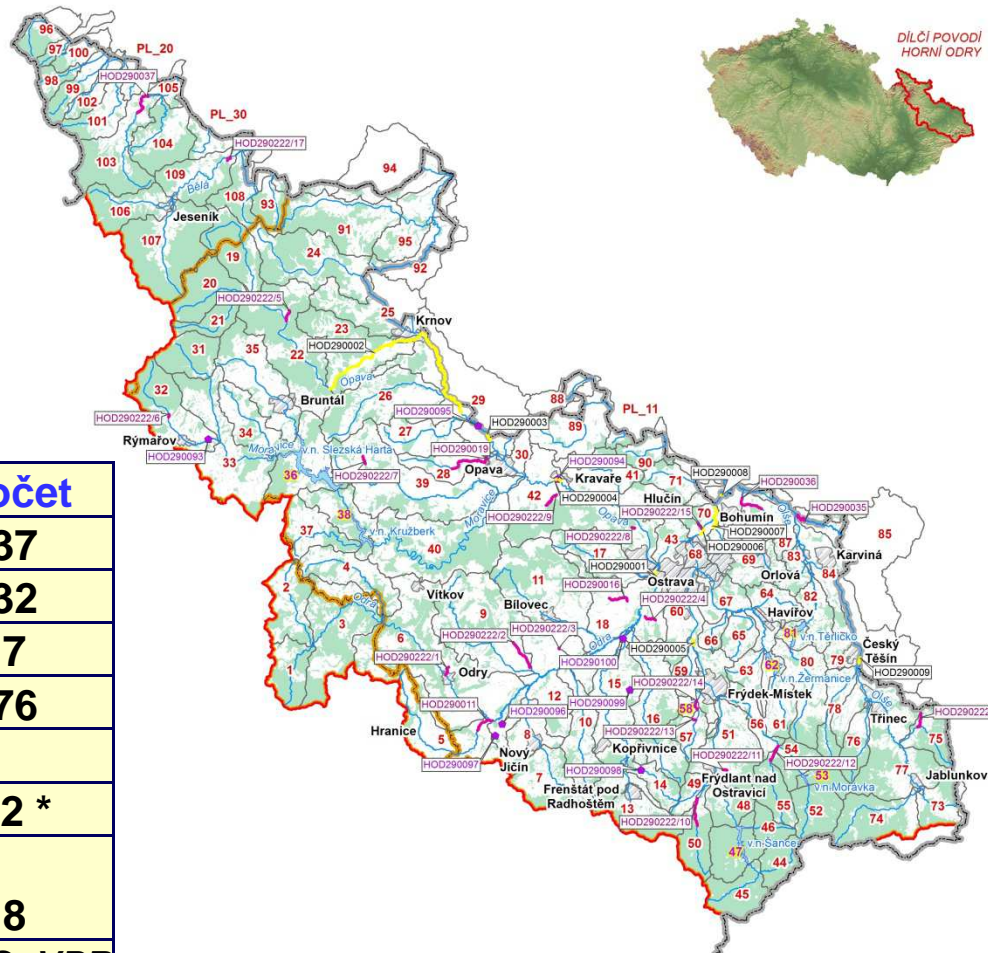 DÍLČÍ POVODÍ
HORNÍ ODRY
96
97
100
PL_20
HOD290037
98
99
102
105
101
PL_30
104
HOD290222/17
103
109
94
Bělá
106
108
93
Jeseník
91
107
19
24
95
92
20
HOD290222/5
21
25
23
Krnov
HOD290002
31
35
22
Opava
32
Bruntál
26
29
88
HOD290095
89
PL_11
HOD290222/6
HOD290003
27
Rýmařov
34
HOD290019
30
HOD290094
90
HOD290008
Moravice
v.n. Slezská Harta
28
Opava
Kravaře
41
71
HOD290036
HOD290093
33
36
39
42
Hlučín
HOD290222/7
HOD290004
HOD290222/15
70
Bohumín
Olše
HOD290035
Moravice
HOD290222/9
Opava
HOD290007
85
38
HOD290222/8
43
HOD290006
87
37
v.n. Kružberk
17
68
69
83
Karviná
40
HOD290001
Ostrava
Orlová
84
4
11
HOD290016
HOD290222/4
64
82
2
Odra
Vítkov
Bílovec
67
Havířov
9
18
60
3
HOD290222/3
81
v.n. Těrlicko
6
HOD290222/2
Odra
66
65
Český
Těšín
HOD290222/1
HOD290100
HOD290005
62
80
79
HOD290009
1
Odry
59
63
v.n. Žermanice
15
HOD290222/14
Frýdek-Místek
Olše
HOD290011
12
HOD290099
58
78
Třinec
HOD290222
Hranice
HOD290096
10
16
56
61
5
8
HOD290222/13
57
51
76
75
Nový
Jičín
Kopřivnice
HOD290222/11
54
HOD290222/12
HOD290097
HOD290098
53
77
7
14
Frýdlant nad
Ostravicí
v.n. Morávka
Jablunkov
Frenštát pod
Radhoštěm
49
55
13
48
52
73
HOD290222/10
46
74
50
47
v.n. Šance
44
45
očet
37
32
7
76
2 *
8